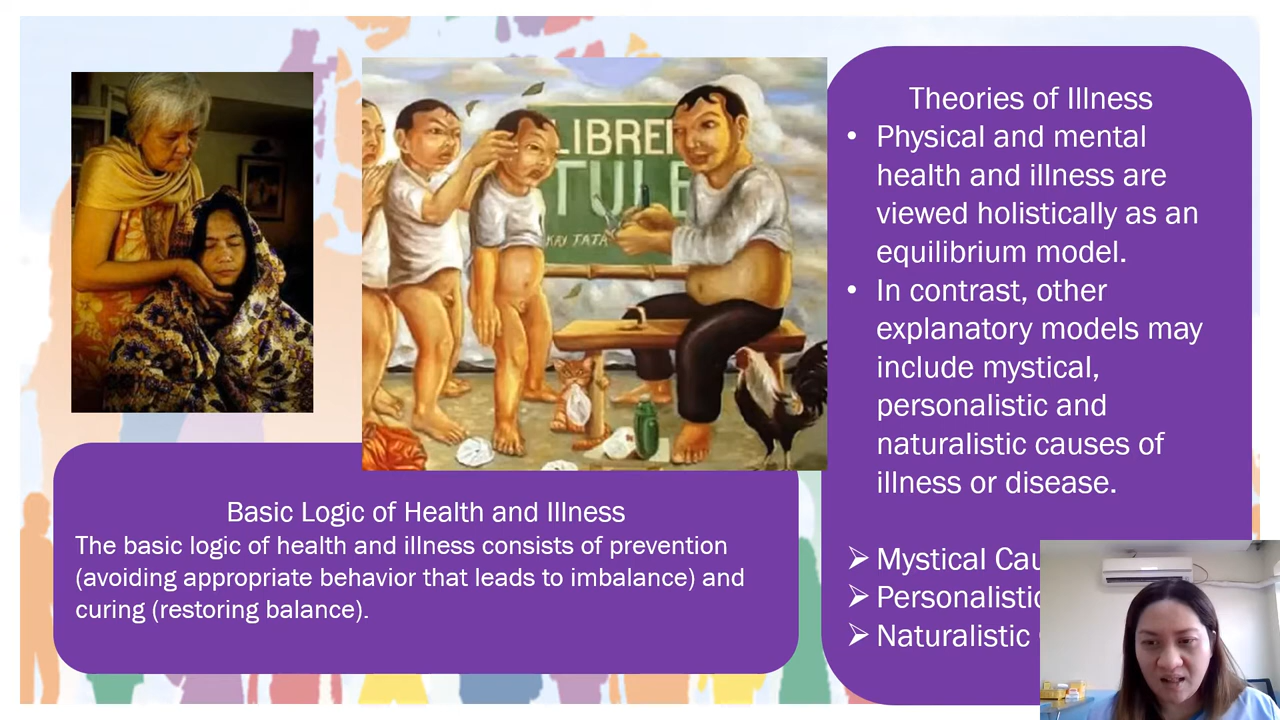 LIBRE
TULE
KAY TATA
Theories of Illness
• Physical and mental
health and illness are
viewed holistically as an
equilibrium model.
• In contrast, other
explanatory models may
include mystical,
personalistic and
naturalistic causes of
illness or disease.
Mystical Cau
Personalistic
Naturalistic
Basic Logic of Health and Illness
The basic logic of health and illness consists of prevention
(avoiding appropriate behavior that leads to imbalance) and
curing (restoring balance).